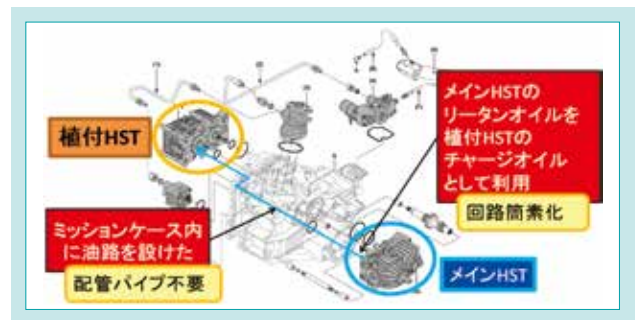 メインHSTの
リータンオイルを
植付HSTの
チャージオイル
として利用
回路簡素化
植付HST
ミッションケース内
に油路を設けた
配管パイプ不要
メインHST